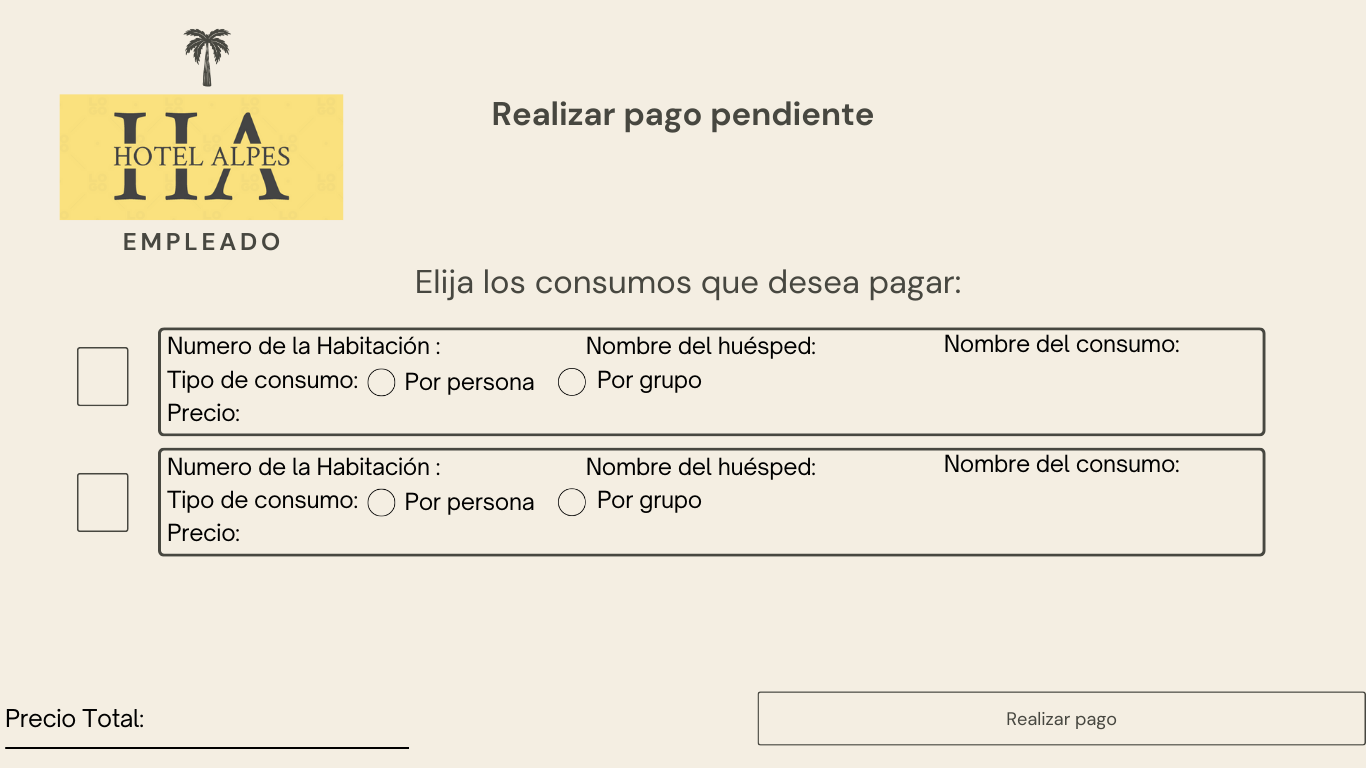 HA
HOTEL ALPES
EMPLEADO
Realizar pago pendiente
Elija los consumos que desea pagar:
Numero de la Habitación : Nombre del huésped: Nombre del consumo:
Tipo de consumo: Por persona Por grupo
Precio:
Numero de la Habitación : Nombre del huésped: Nombre del consumo:
Tipo de consumo: Por persona Por grupo
Precio:
Precio Total: Realizar pago